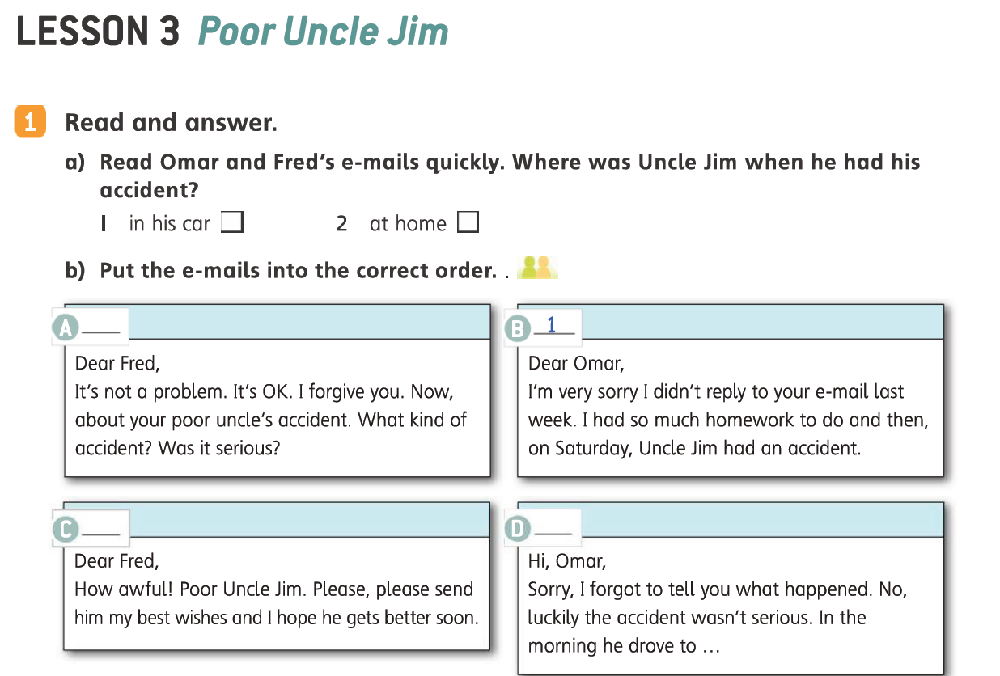 LESSON 3 Poor Uncle Jim
1 Read and answer.
a) Read Omar and Fred's e-mails quickly. Where was Uncle Jim when he had his
accident?
1 in his car
2 at home
b) Put the e-mails into the correct order. .
A ____
Dear Fred,
It's not a problem. It's OK. I forgive you. Now,
about your poor uncle's accident. What kind of
accident? Was it serious?
B 1
Dear Omar,
I'm very sorry I didn't reply to your e-mail last
week. I had so much homework to do and then,
on Saturday, Uncle Jim had an accident.
C ____
Dear Fred,
How awful! Poor Uncle Jim. Please, please send
him my best wishes and I hope he gets better soon.
D ____
Hi, Omar,
Sorry, I forgot to tell you what happened. No,
luckily the accident wasn't serious. In the
morning he drove to ...